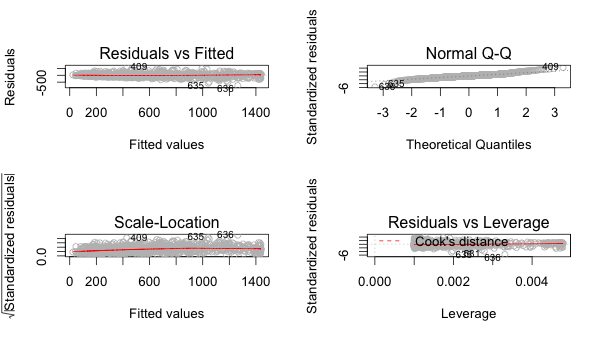 Residuals vs Fitted
Residuals
-500
409
635
636
0 200 600 1000 1400
Fitted values
Normal Q-Q
Standardized residuals
-6
409
635
636
-3 -2 -1 0 1 2 3
Theoretical Quantiles
Scale-Location
√|Standardized residuals|
0.0
409
635
636
0 200 600 1000 1400
Fitted values
Residuals vs Leverage
Standardized residuals
-6
Cook's distance
636
0.000 0.002 0.004
Leverage